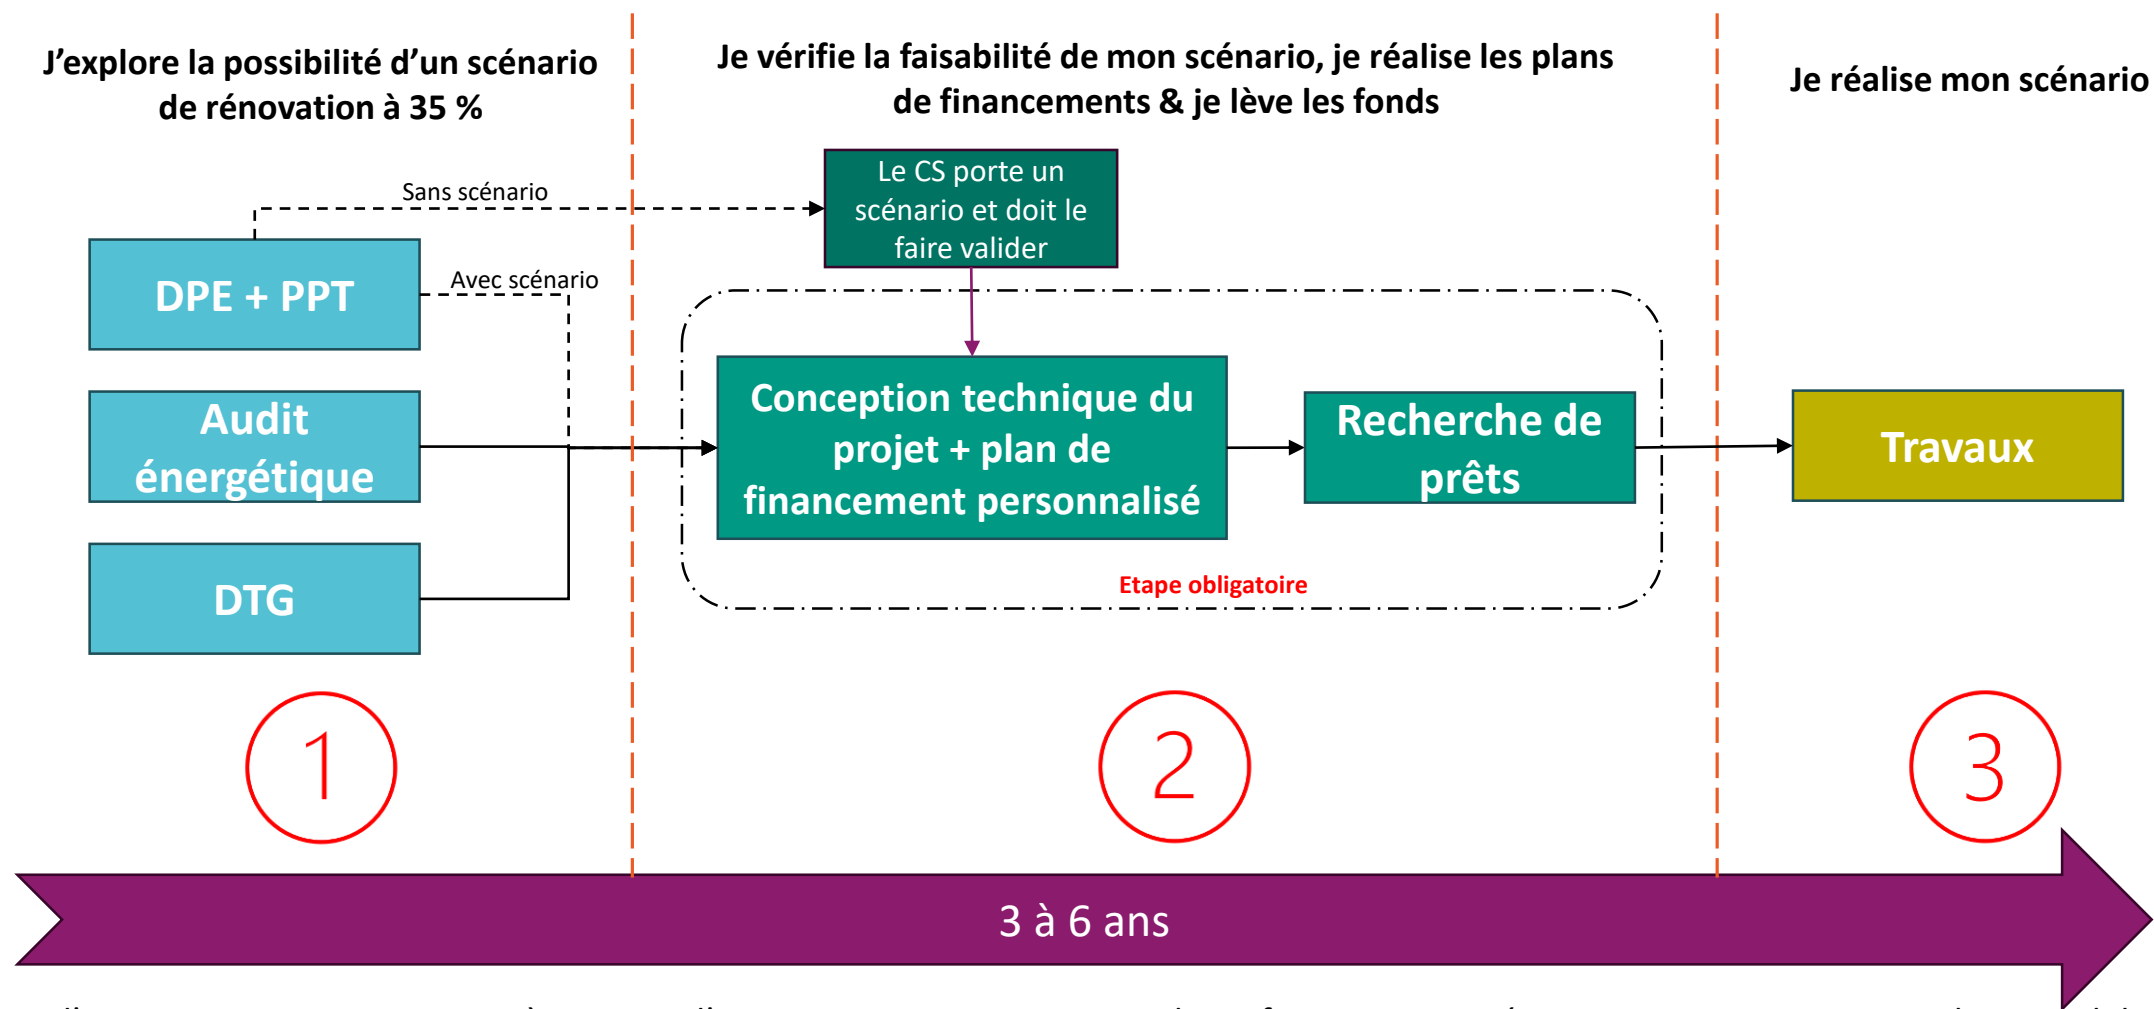 J’explore la possibilité d’un scénario
de rénovation à 35 %
Je vérifie la faisabilité de mon scénario, je réalise les plans
de financements & je lève les fonds
Je réalise mon scénario
Sans scénario
Le CS porte un
scénario et doit le
faire valider
DPE + PPT
Avec scénario
Audit
énergétique
DTG
Conception technique du
projet + plan de
financement personnalisé
Recherche de
prêts
Travaux
Etape obligatoire
1
2
3
3 à 6 ans